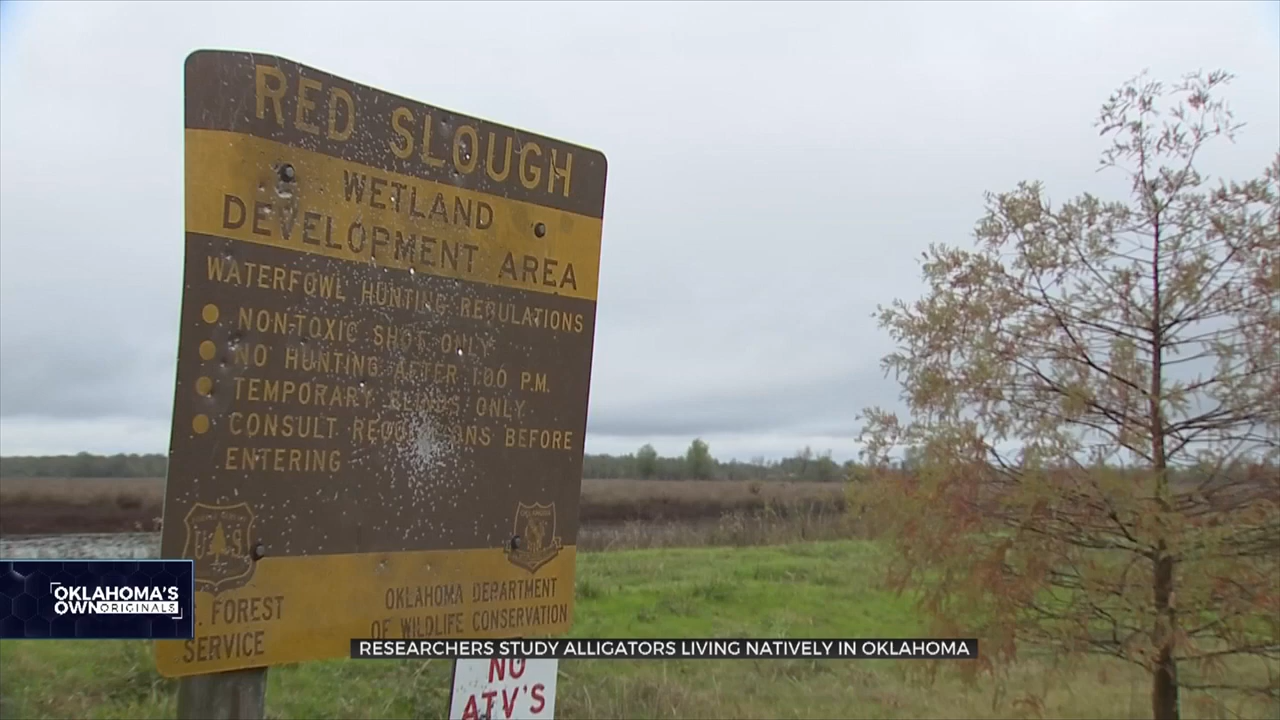 RED SLOUGH
WETLAND
DEVELOPMENT AREA
WATERFOWL HUNTING REGULATIONS
NON-TOXIC SHOT ONLY
NO HUNTING AFTER 1:00 P.M.
TEMPORARY BLINDS ONLY
CONSULT REGULATIONS BEFORE
ENTERING
US
FOREST
SERVICE
OKLAHOMA DEPARTMENT
OF WILDLIFE CONSERVATION
NO
ATV'S
OKLAHOMA'S
OWN ORIGINALS
RESEARCHERS STUDY ALLIGATORS LIVING NATIVELY IN OKLAHOMA